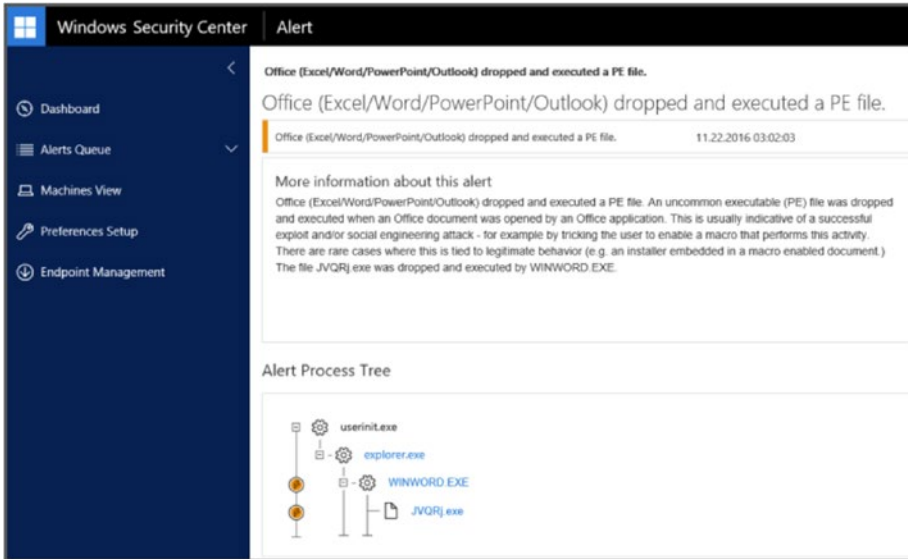 Windows Security Center Alert
Office (Excel/Word/PowerPoint/Outlook) dropped and executed a PE file.
Dashboard
Alerts Queue
Machines View
Preferences Setup
Endpoint Management
Office (Excel/Word/PowerPoint/Outlook) dropped and executed a PE file.
Office (Excel/Word/PowerPoint/Outlook) dropped and executed a PE file. 11.22.2016 03:02:03
More information about this alert
Office (Excel/Word/PowerPoint/Outlook) dropped and executed a PE file. An uncommon executable (PE) file was dropped
and executed when an Office document was opened by an Office application. This is usually indicative of a successful
exploit and/or social engineering attack - for example by tricking the user to enable a macro that performs this activity.
There are rare cases where this is tied to legitimate behavior (e.g. an installer embedded in a macro enabled document.)
The file JVQRj.exe was dropped and executed by WINWORD.EXE.
Alert Process Tree
userinit.exe
explorer.exe
WINWORD.EXE
JVQRj.exe